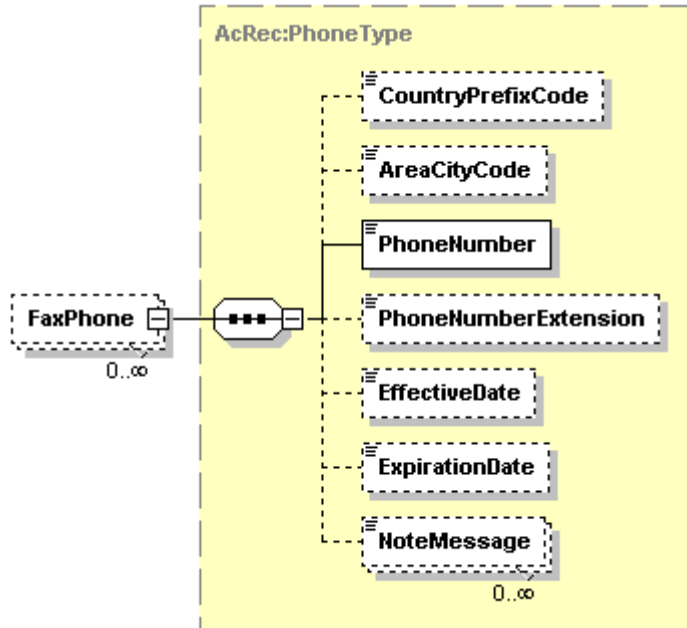 AcRec:PhoneType
CountryPrefixCode
AreaCityCode
PhoneNumber
FaxPhone
0..∞
PhoneNumberExtension
EffectiveDate
ExpirationDate
NoteMessage
0..∞